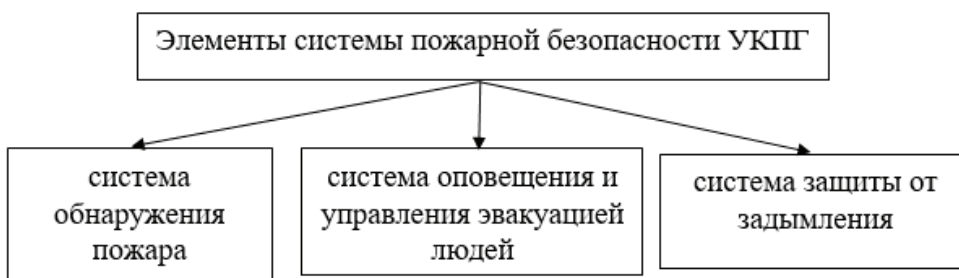 Элементы системы пожарной безопасности УКПГ
система
обнаружения
пожара
система оповещения и
управления эвакуацией
людей
система защиты от
задымления